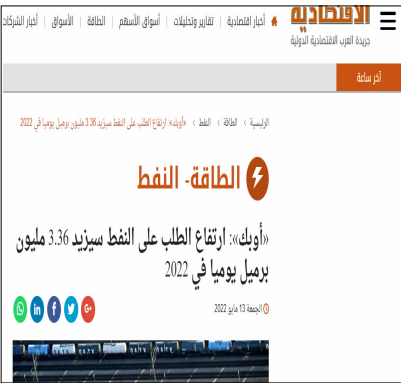 الاقتصادية
جريدة العرب الاقتصادية الدولية
أخبار اقتصادية | تقارير وتحليلات | أسواق الأسهم | الطاقة | الأسواق | أخبار الشركات
آخر ساعة
الرئيسية > الطاقة > النفط > «أوبك»: ارتفاع الطلب على النفط سيزيد 3.36 مليون برميل يوميا في 2022
الطاقة- النفط
«أوبك»: ارتفاع الطلب على النفط سيزيد 3.36 مليون
برميل يوميا في 2022
الجمعة 13 مايو 2022